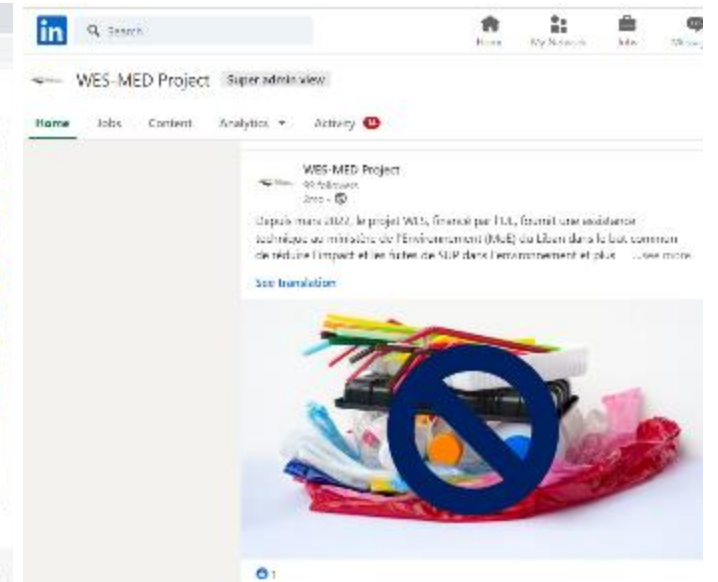 in Search
Home My Network Jobs
WES-MED Project Super admin view
Home Jobs Content Analytics Activity
WES-MED Project
99 followers
2mo
Depuis mars 2022, le projet WES, financé par l'UE, fournit une assistance
technique au ministère de l'Environnement (MoE) du Liban dans le but commun
de réduire l'impact et les fuites de SUP dans l'environnement et plus ...see more
See translation
1